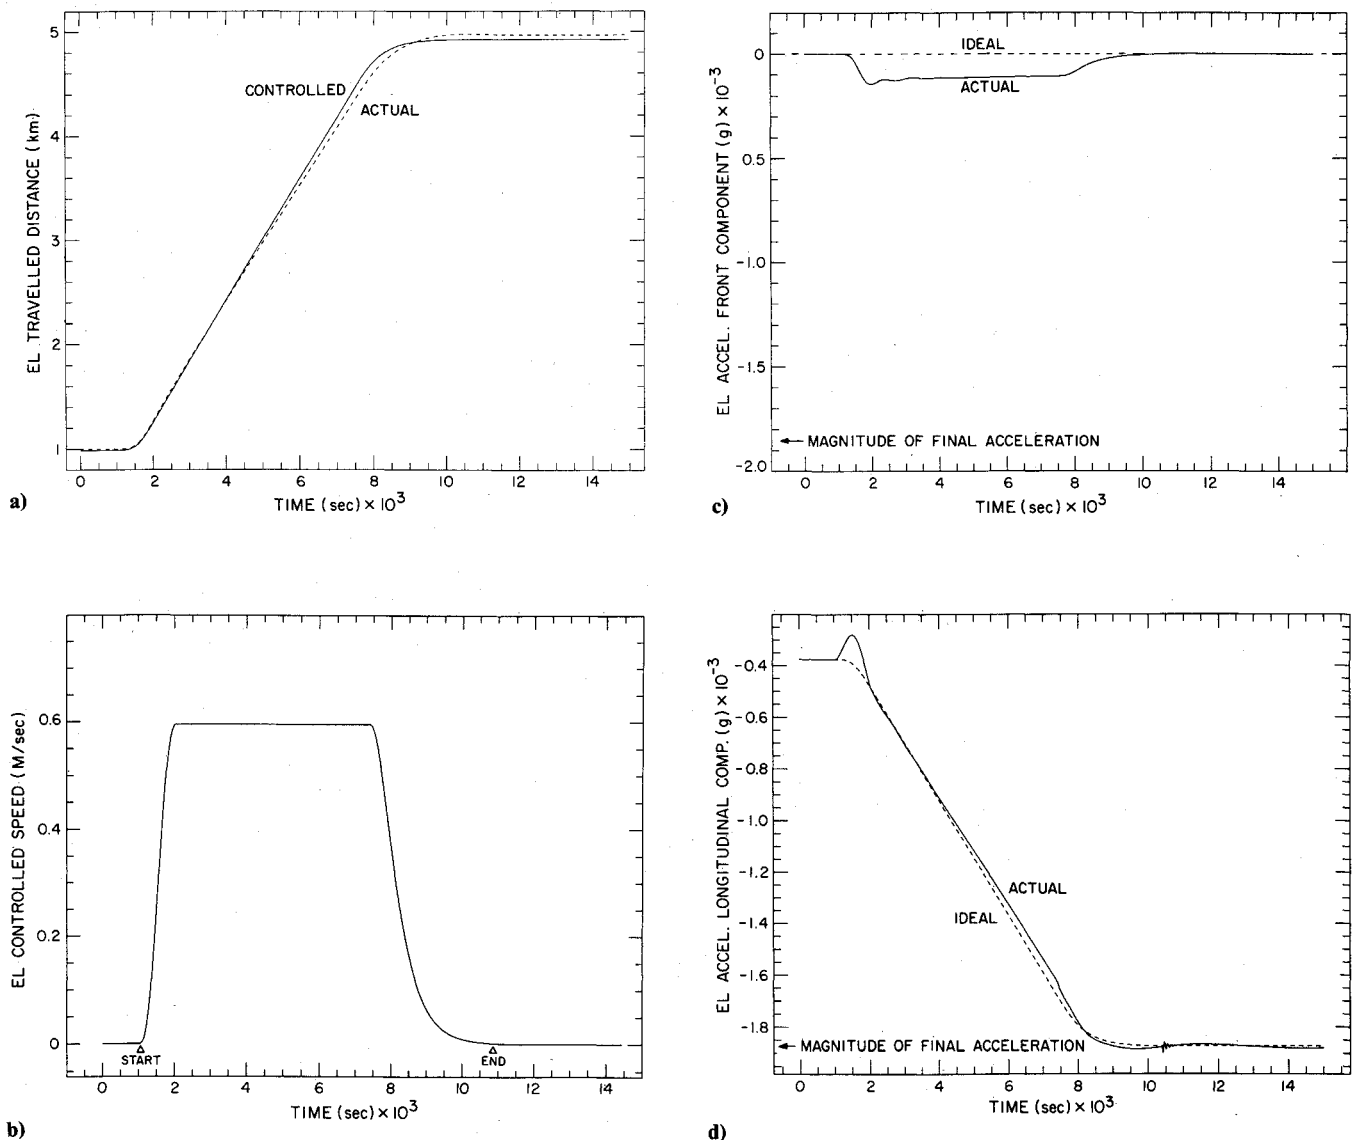 5
4
3
2
1
CONTROLLED
ACTUAL
EL TRAVELLED DISTANCE (km)
0 2 4 6 8 10 12 14
TIME (sec) × 10³
a)
0
0.5
-1.0
-1.5
-2.0
IDEAL
ACTUAL
MAGNITUDE OF FINAL ACCELERATION
EL ACCEL. FRONT COMPONENT (g) × 10⁻³
0 2 4 6 8 10 12 14
TIME (sec) × 10³
c)
0.6
0.4
0.2
0
EL CONTROLLED SPEED (M/sec)
START
END
0 2 4 6 8 10 12 14
TIME (sec) × 10³
b)
-0.4
-0.6
-0.8
-1.0
-1.2
-1.4
-1.6
-1.8
ACTUAL
IDEAL
MAGNITUDE OF FINAL ACCELERATION
EL ACCEL. LONGITUDINAL COMP. (g) × 10⁻³
0 2 4 6 8 10 12 14
TIME (sec) × 10³
d)